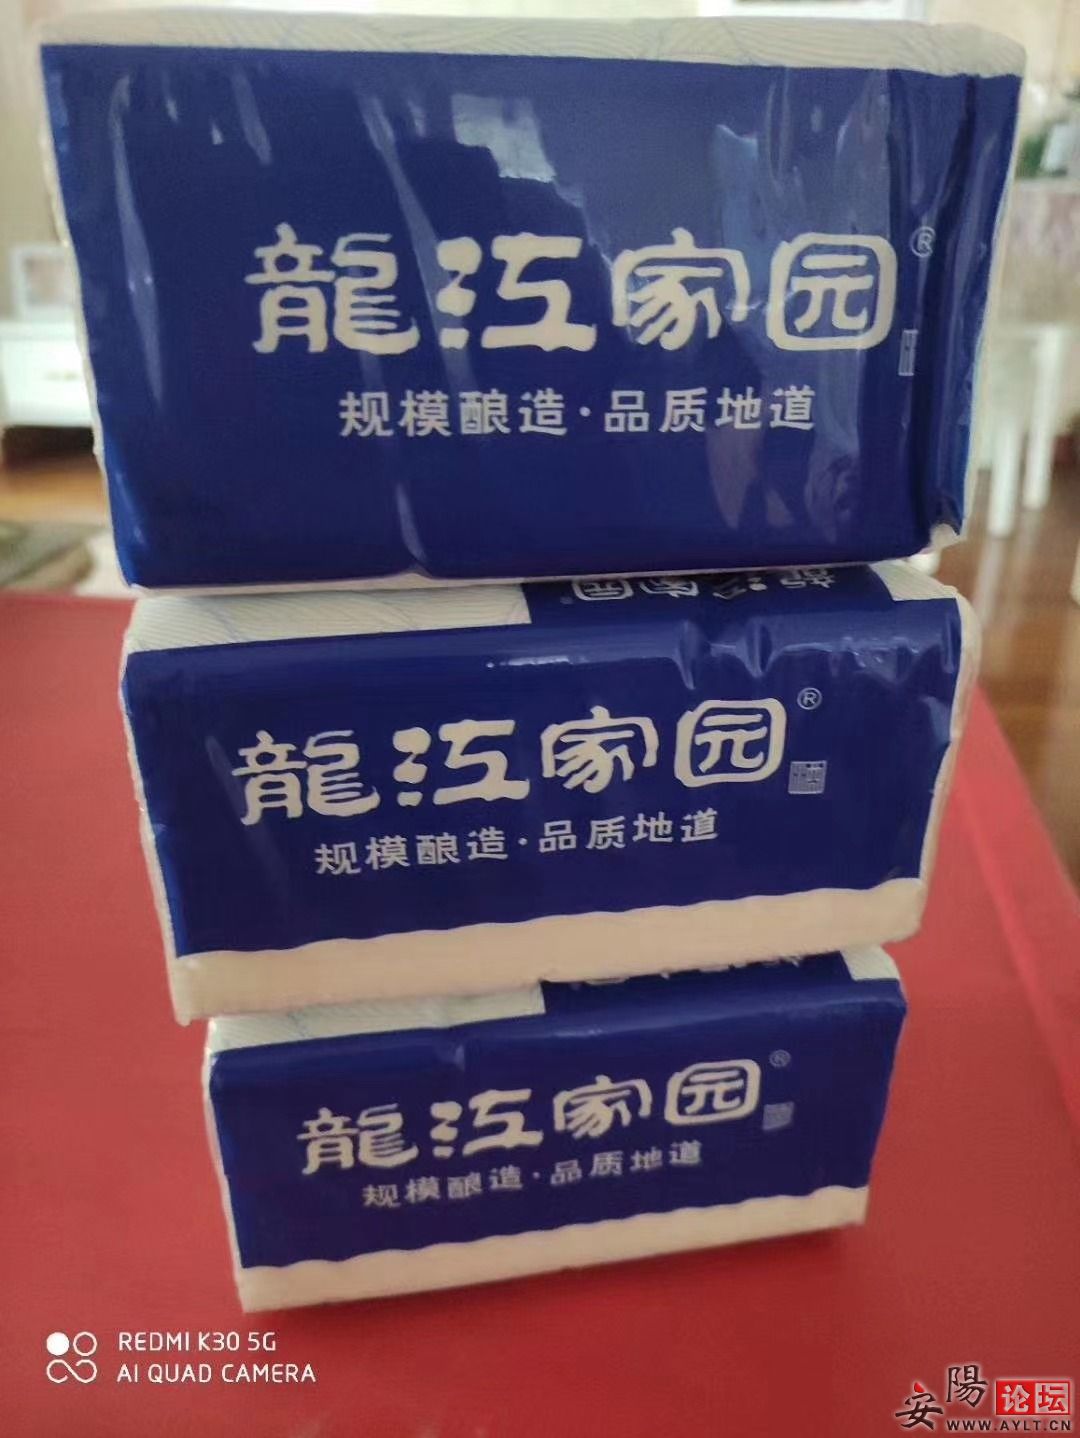 龍江家园®
规模酿造·品质地道
龍江家园®
规模酿造·品质地道
龍江家园®
规模酿造·品质地道
REDMI K30 5G
AI QUAD CAMERA
安陽论坛
WWW.AYLT.CN